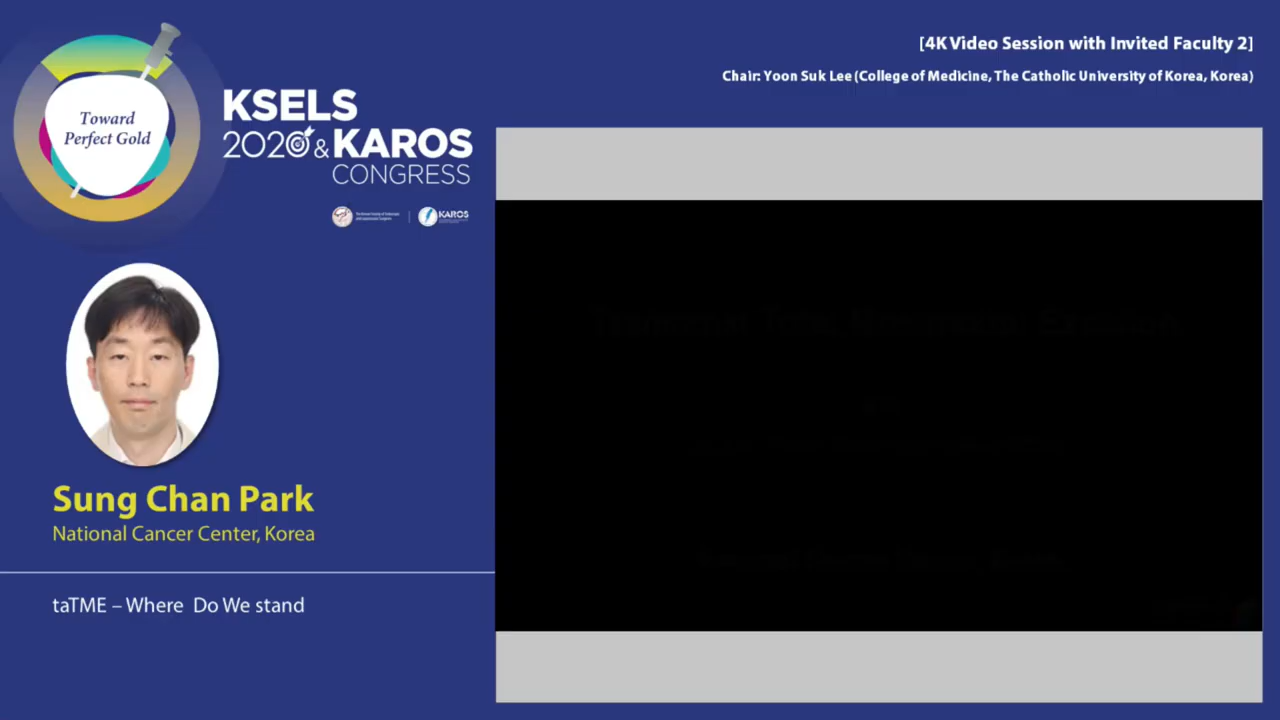 [4K Video Session with Invited Faculty 2]
Chair: Yoon Suk Lee (College of Medicine, The Catholic University of Korea, Korea)
Toward
Perfect Gold
KSELS
2020 & KAROS
CONGRESS
KAROS
Sung Chan Park
National Cancer Center, Korea
taTME – Where Do We stand